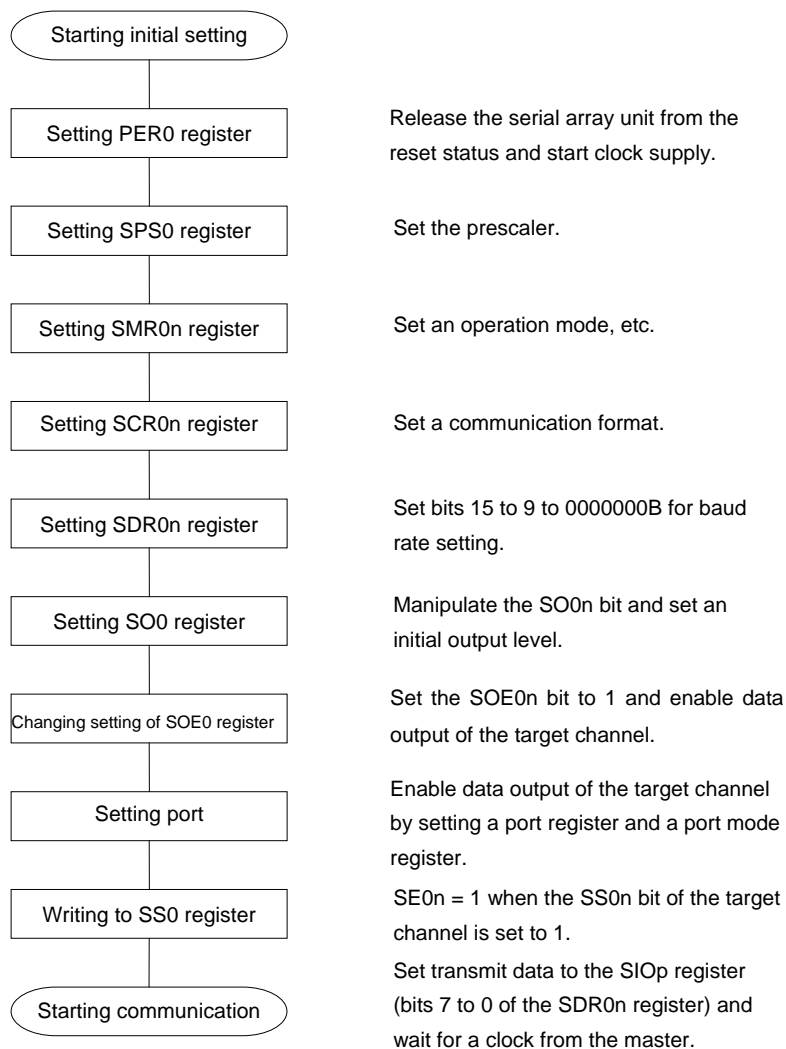 Starting initial setting
Setting PER0 register
Release the serial array unit from the
reset status and start clock supply.
Setting SPS0 register
Set the prescaler.
Setting SMR0n register
Set an operation mode, etc.
Setting SCR0n register
Set a communication format.
Setting SDR0n register
Set bits 15 to 9 to 0000000B for baud
rate setting.
Setting SO0 register
Manipulate the SO0n bit and set an
initial output level.
Changing setting of SOE0 register
Set the SOE0n bit to 1 and enable data
output of the target channel.
Setting port
Enable data output of the target channel
by setting a port register and a port mode
register.
Writing to SS0 register
SE0n = 1 when the SS0n bit of the target
channel is set to 1.
Starting communication
Set transmit data to the SIOp register
(bits 7 to 0 of the SDR0n register) and
wait for a clock from the master.